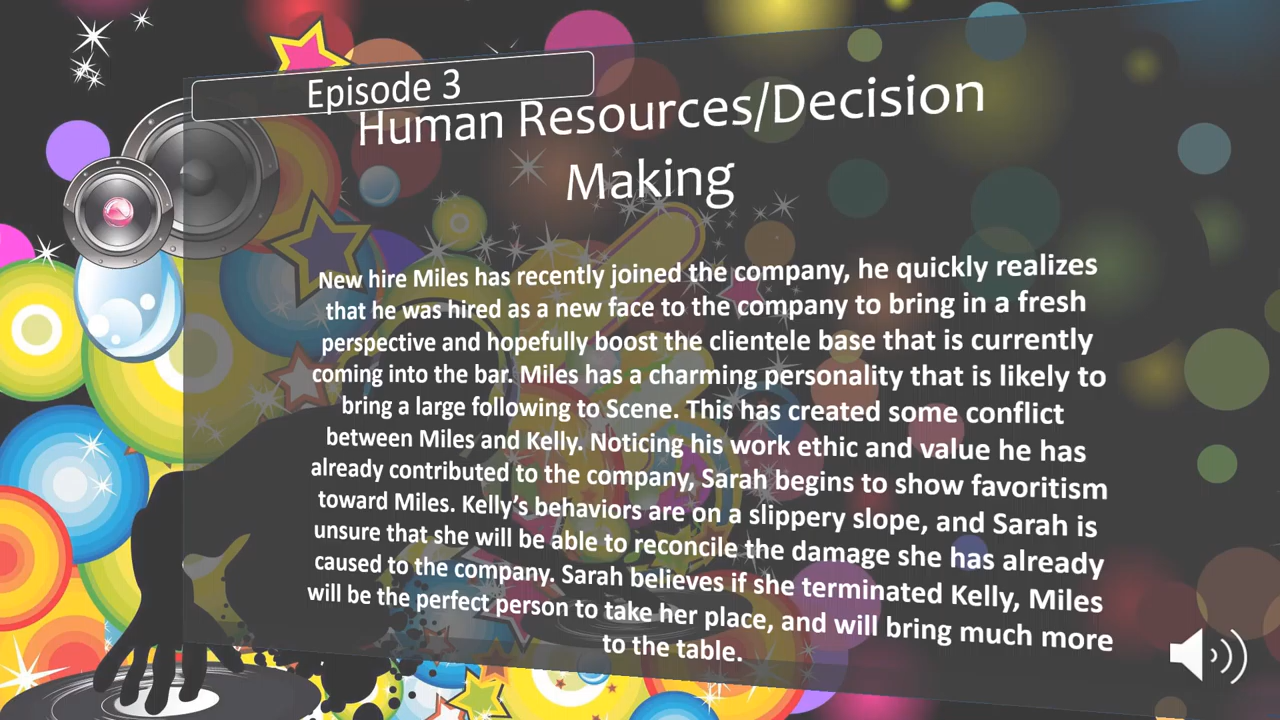 Episode 3
Human Resources/Decision
Making
New hire Miles has recently joined the company, he quickly realizes
that he was hired as a new face to the company to bring in a fresh
perspective and hopefully boost the clientele base that is currently
coming into the bar. Miles has a charming personality that is likely to
bring a large following to Scene. This has created some conflict
between Miles and Kelly. Noticing his work ethic and value he has
already contributed to the company, Sarah begins to show favoritism
toward Miles. Kelly’s behaviors are on a slippery slope, and Sarah is
unsure that she will be able to reconcile the damage she has already
caused to the company. Sarah believes if she terminated Kelly, Miles
will be the perfect person to take her place, and will bring much more
to the table.